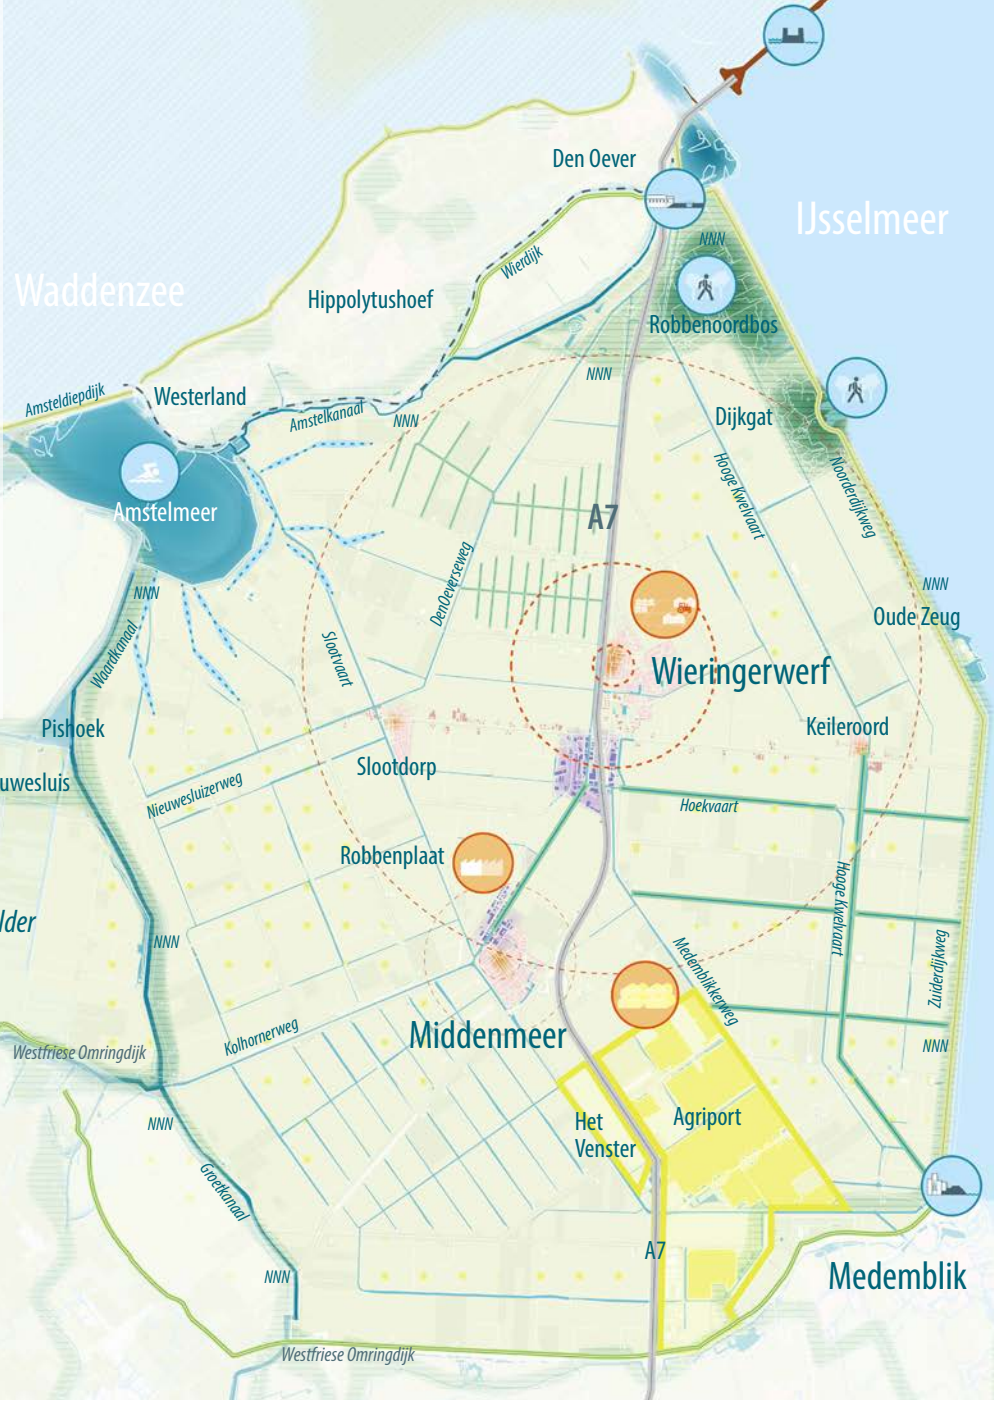 Den Oever
IJsselmeer
NNN
Wierdijk
Waddenzee
Hippolytushoef
Robbenoordbos
NNN
Amsteldiepdijk
Westerland
Amstelkanaal
NNN
Dijkgat
Hooge Kwelvaart
Noorderdijkweg
Amstelmeer
A7
DenOeverseweg
NNN
NNN
Oude Zeug
Waardkanaal
Slootvaart
Wieringerwerf
Pishoek
Keileroord
uwesluis
Slootdorp
Nieuwesluizerweg
Hoekvaart
Robbenplaat
Hooge Kwelvaart
lder
NNN
Medemblikkerweg
Zuiderdijkweg
Kolhornerweg
Middenmeer
NNN
Westfriese Omringdijk
NNN
Het
Venster
Agriport
Groetkanaal
A7
NNN
Medemblik
Westfriese Omringdijk